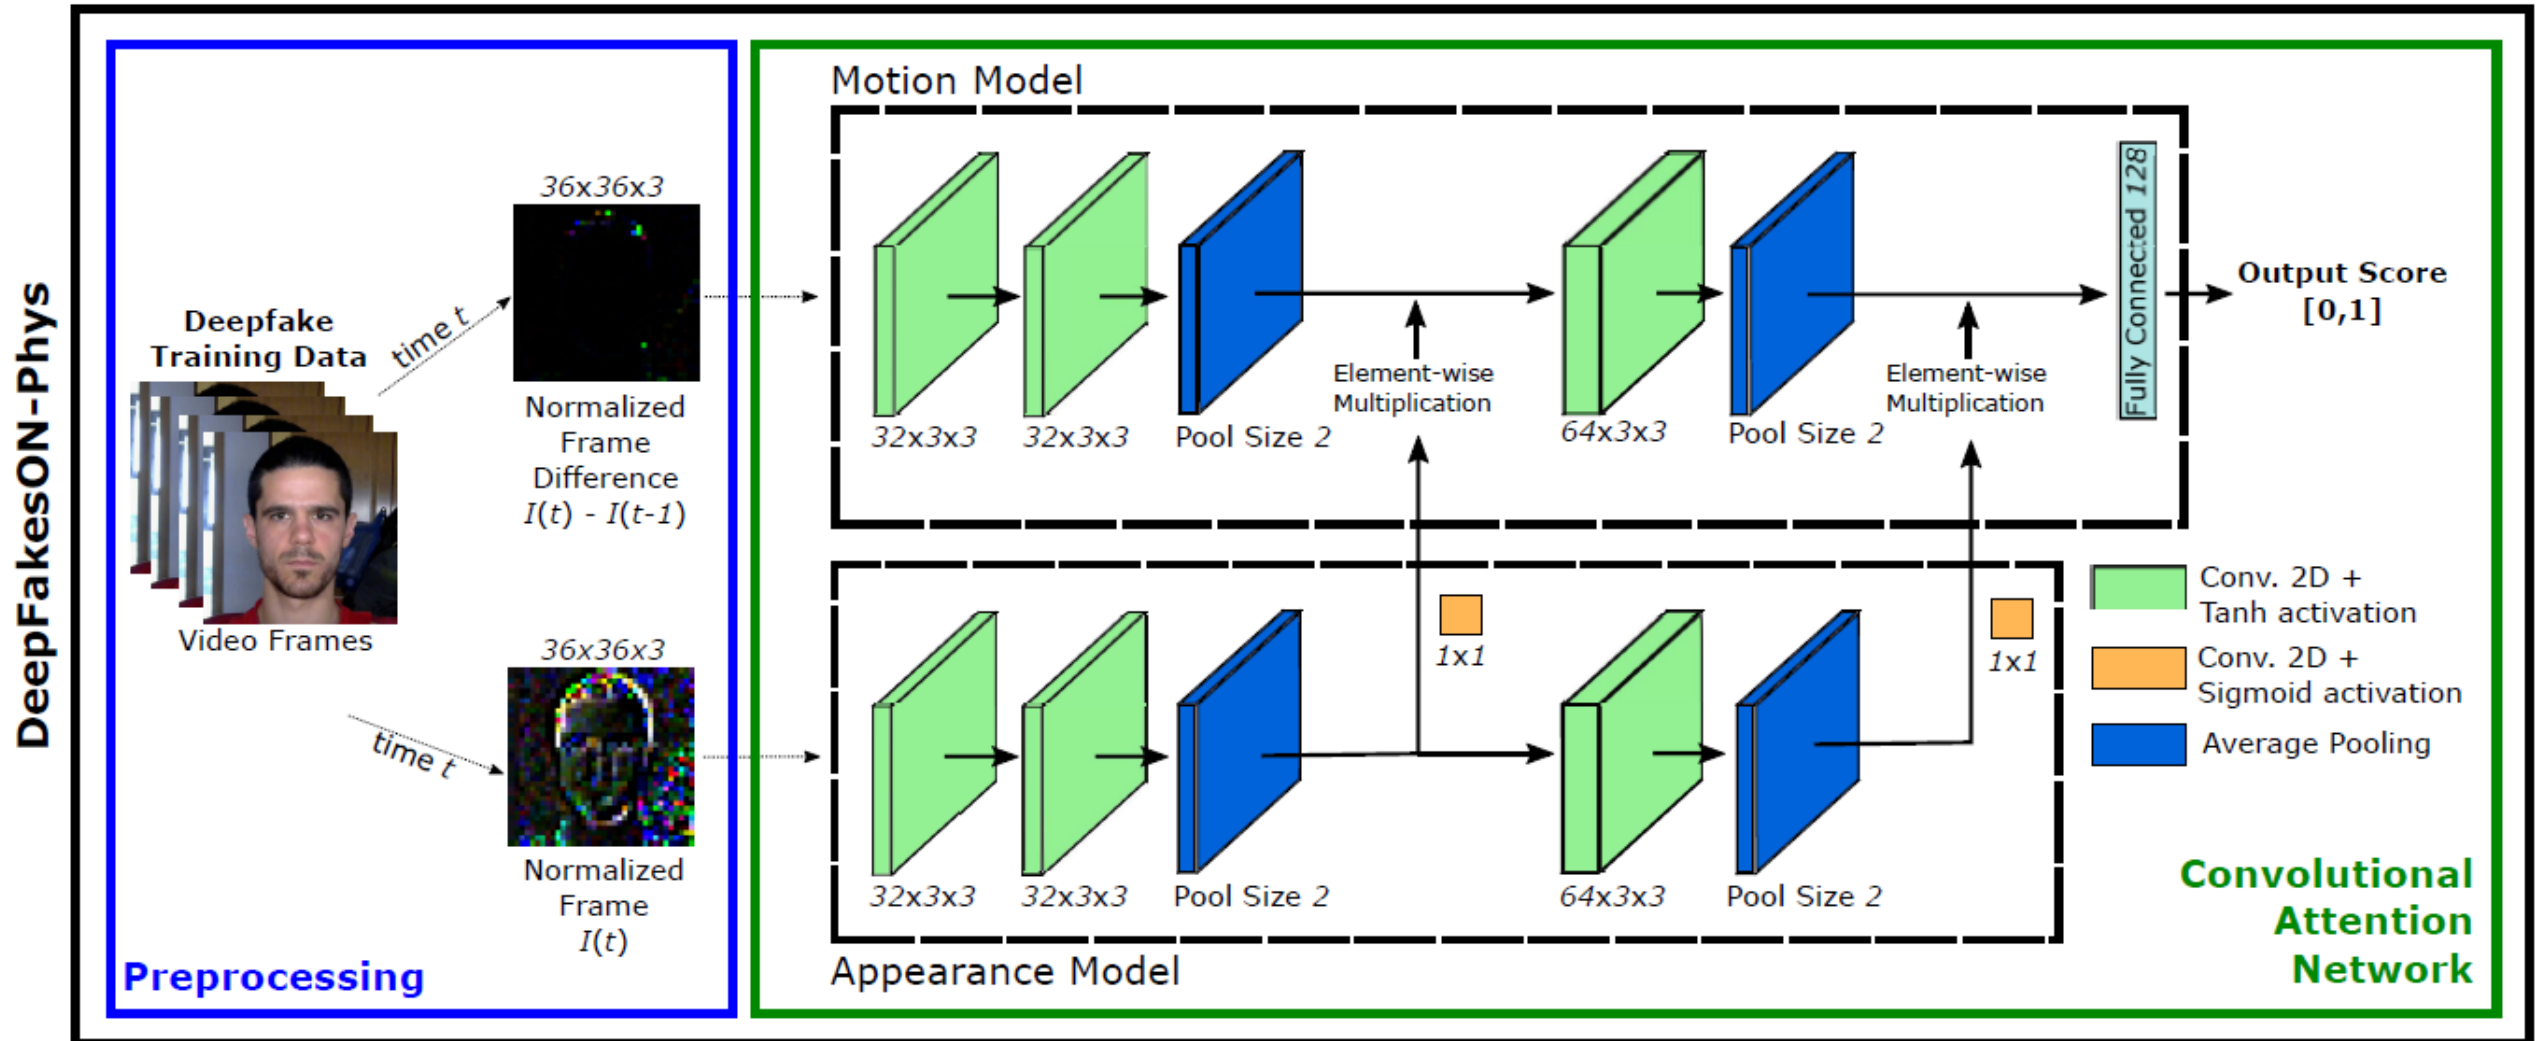 DeepFakesON-Phys
Deepfake
Training Data
Video Frames
time t
time t
36x36x3
Normalized
Frame
Difference
I(t) - I(t-1)
36x36x3
Normalized
Frame
I(t)
Preprocessing
Motion Model
32x3x3
32x3x3
Pool Size 2
Element-wise
Multiplication
64x3x3
Pool Size 2
Element-wise
Multiplication
Fully Connected 128
Output Score
[0,1]
1x1
1x1
32x3x3
32x3x3
Pool Size 2
64x3x3
Pool Size 2
Appearance Model
Conv. 2D +
Tanh activation
Conv. 2D +
Sigmoid activation
Average Pooling
Convolutional
Attention
Network